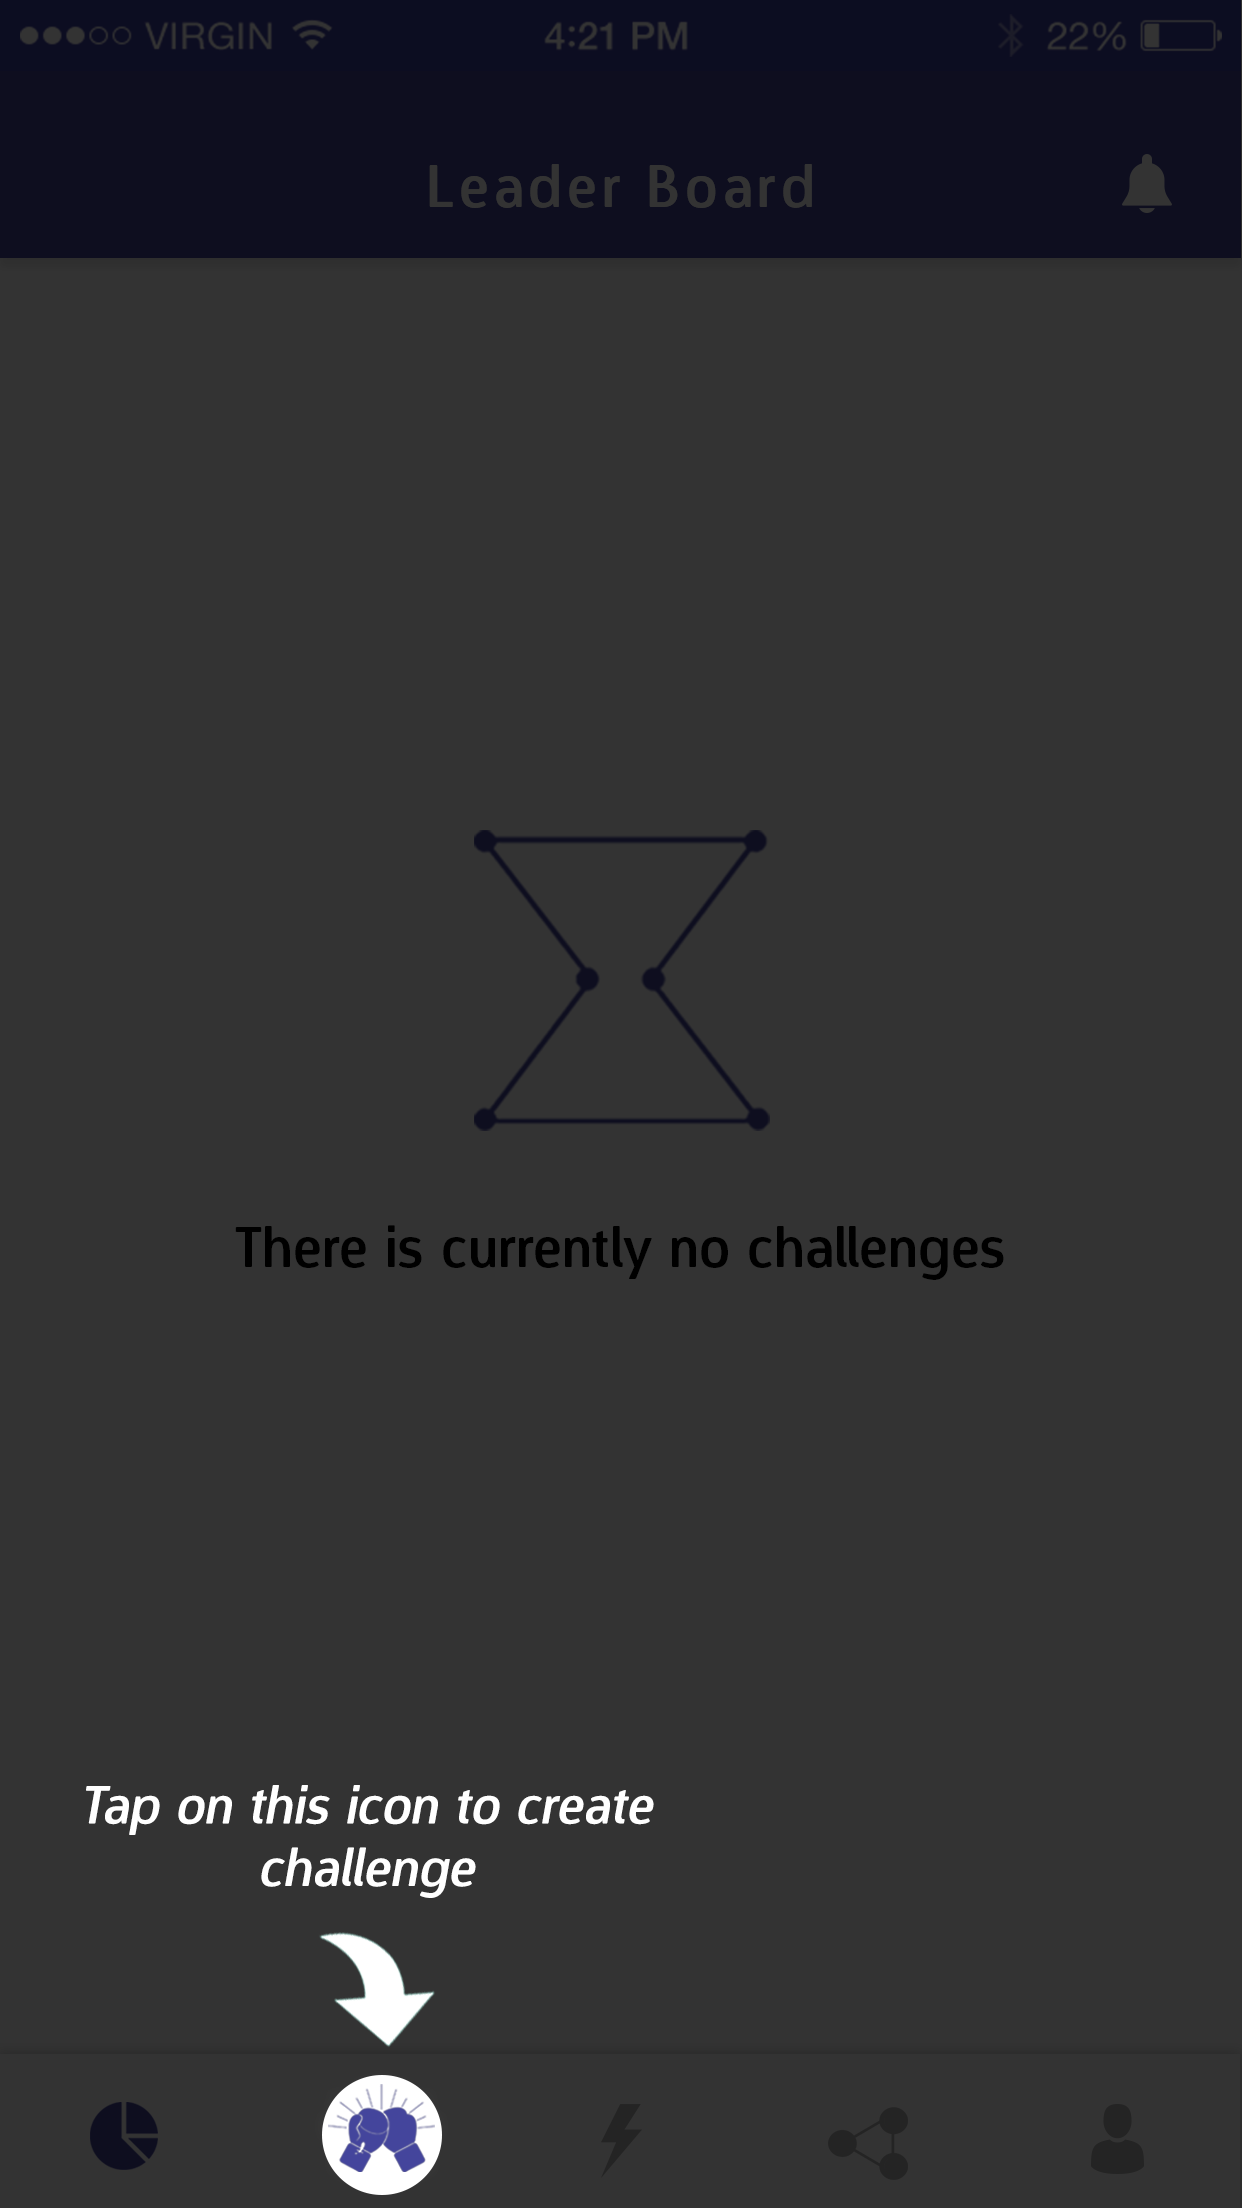 VIRGIN 4:21 PM 22%
Leader Board
There is currently no challenges
Tap on this icon to create
challenge